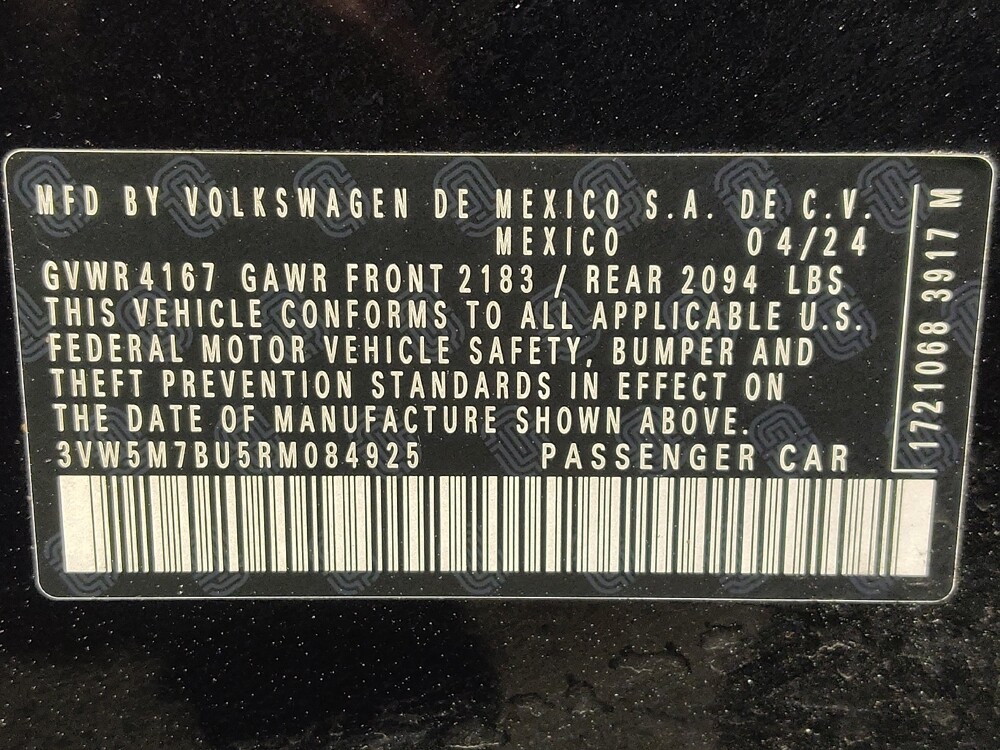 MFD BY VOLKSWAGEN DE MEXICO S.A. DE C.V.
MEXICO 04/24
GVWR 4167 GAWR FRONT 2183 / REAR 2094 LBS
THIS VEHICLE CONFORMS TO ALL APPLICABLE U.S.
FEDERAL MOTOR VEHICLE SAFETY, BUMPER AND
THEFT PREVENTION STANDARDS IN EFFECT ON
THE DATE OF MANUFACTURE SHOWN ABOVE.
3VW5M7BU5RM084925 PASSENGER CAR
1721068 3917 M